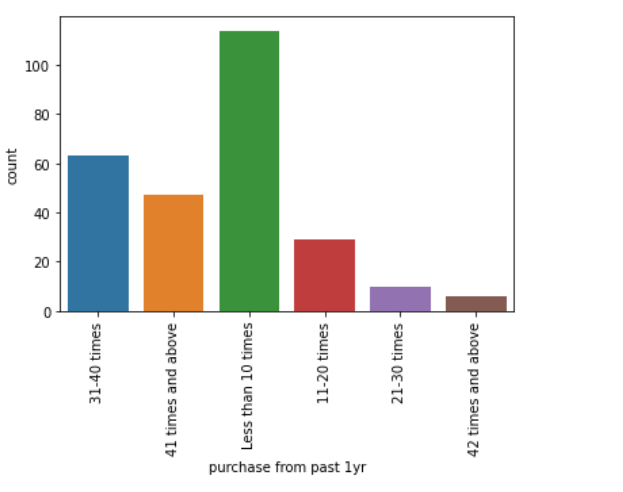 100
80
60
40
20
0
count
31-40 times
41 times and above
Less than 10 times
11-20 times
21-30 times
42 times and above
purchase from past 1yr